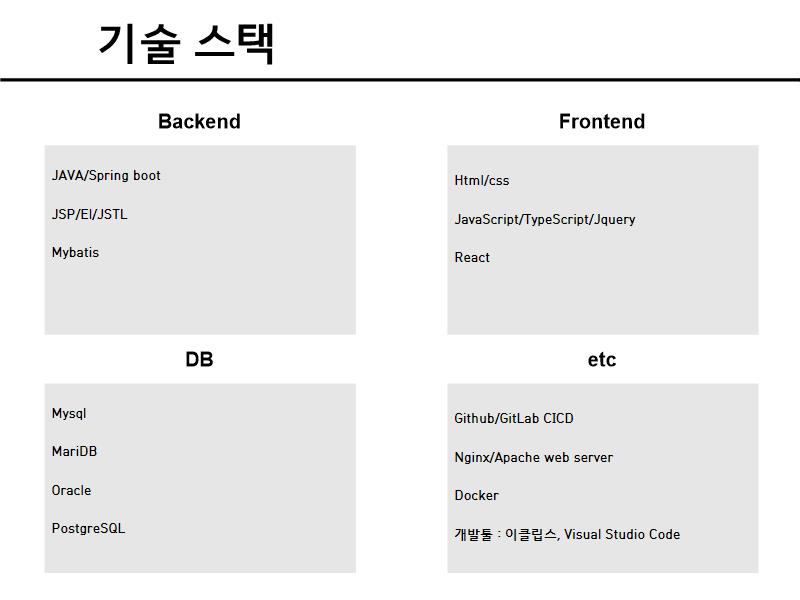 기술 스택
Backend
JAVA/Spring boot
JSP/El/JSTL
Mybatis
Frontend
Html/css
JavaScript/TypeScript/Jquery
React
DB
Mysql
MariDB
Oracle
PostgreSQL
etc
Github/GitLab CICD
Nginx/Apache web server
Docker
개발툴 : 이클립스, Visual Studio Code